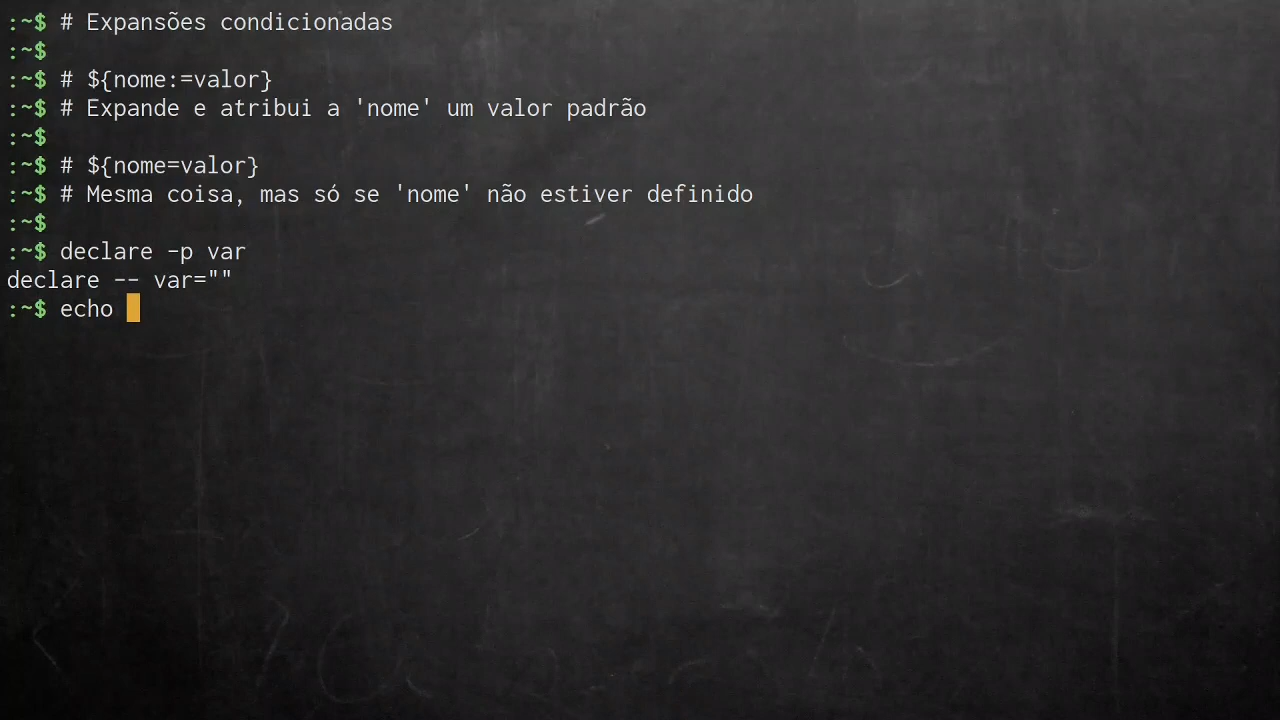 :~$ # Expansões condicionadas
:~$
:~$ # ${nome:=valor}
:~$ # Expande e atribui a 'nome' um valor padrão
:~$
:~$ # ${nome=valor}
:~$ # Mesma coisa, mas só se 'nome' não estiver definido
:~$
:~$ declare -p var
declare -- var=""
:~$ echo